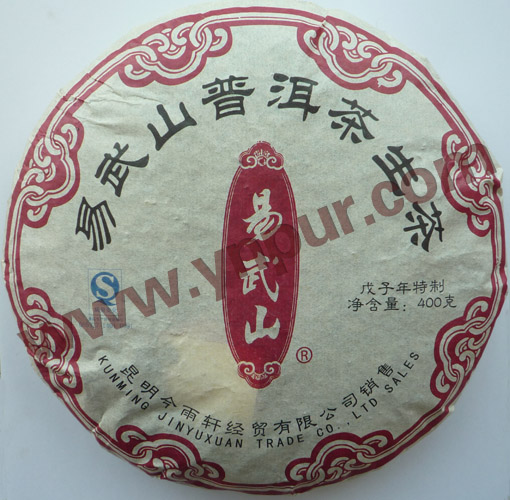 易武山普洱茶生茶
易武山
®
S
戊子年特制
净含量：400克
昆明今雨轩经贸有限公司销售
KUNMING JINYUXUAN TRADE CO.,LTD SALES
www.ynpur.com